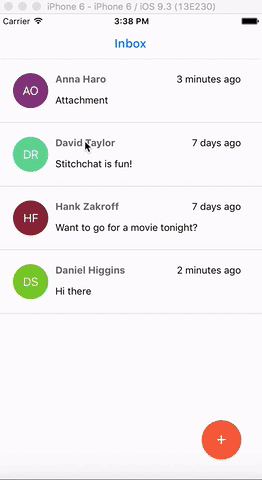 iPhone 6 - iPhone 6 / iOS 9.3 (13E230)
Carrier 3:38 PM
Inbox
AO Anna Haro 3 minutes ago
Attachment
DR David Taylor 7 days ago
Stitchchat is fun!
HF Hank Zakroff 7 days ago
Want to go for a movie tonight?
DS Daniel Higgins 2 minutes ago
Hi there
+